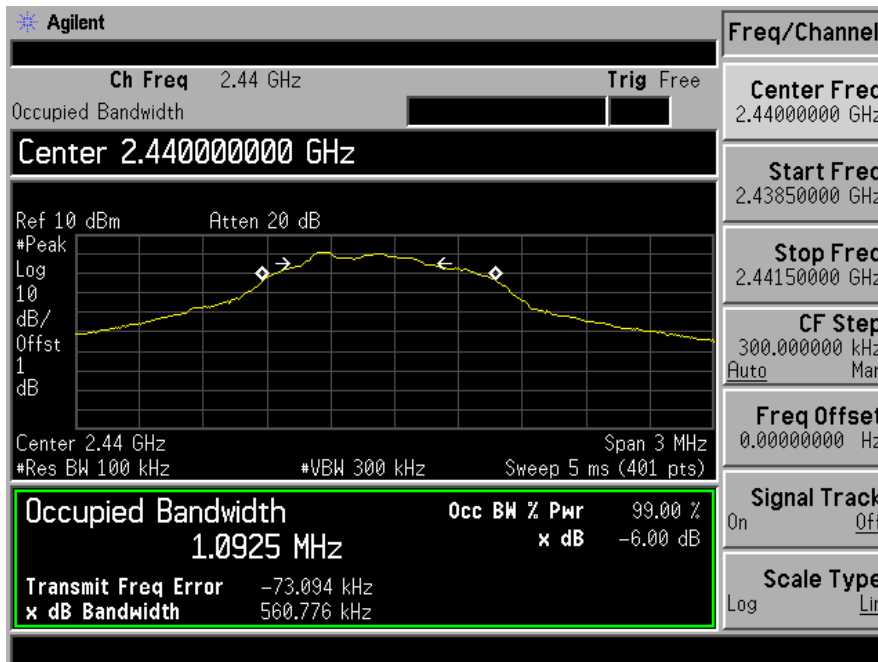 Agilent
Freq/Channel
Ch Freq 2.44 GHz Trig Free
Occupied Bandwidth
Center 2.440000000 GHz
Ref 10 dBm Atten 20 dB
#Peak
Log
10
dB/
Offst
1
dB
Center 2.44 GHz Span 3 MHz
#Res BW 100 kHz #VBW 300 kHz Sweep 5 ms (401 pts)
Occupied Bandwidth
1.0925 MHz
Occ BW % Pwr 99.00 %
x dB -6.00 dB
Transmit Freq Error -73.094 kHz
x dB Bandwidth 560.776 kHz
Center Freq
2.44000000 GHz
Start Freq
2.43850000 GHz
Stop Freq
2.44150000 GHz
CF Step
300.000000 kHz
Auto Man
Freq Offset
0.00000000 Hz
Signal Track
On Off
Scale Type
Log Lin